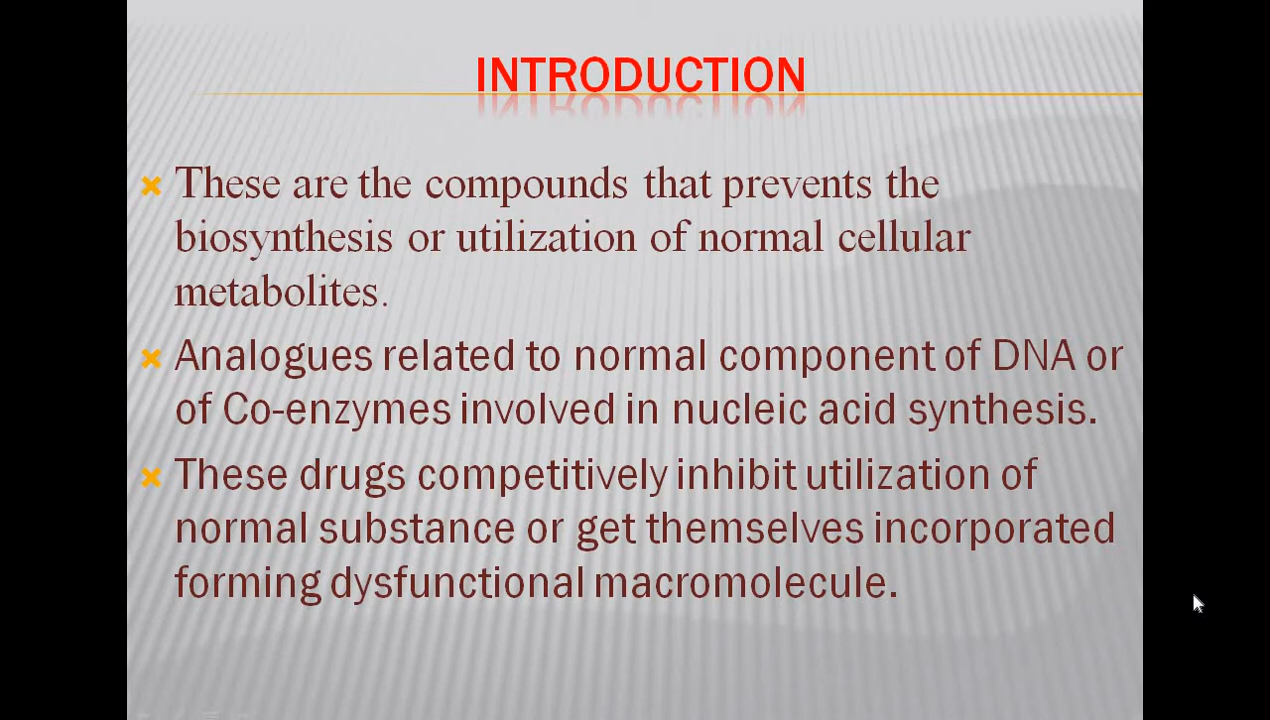 INTRODUCTION
These are the compounds that prevents the
biosynthesis or utilization of normal cellular
metabolites.
Analogues related to normal component of DNA or
of Co-enzymes involved in nucleic acid synthesis.
These drugs competitively inhibit utilization of
normal substance or get themselves incorporated
forming dysfunctional macromolecule.